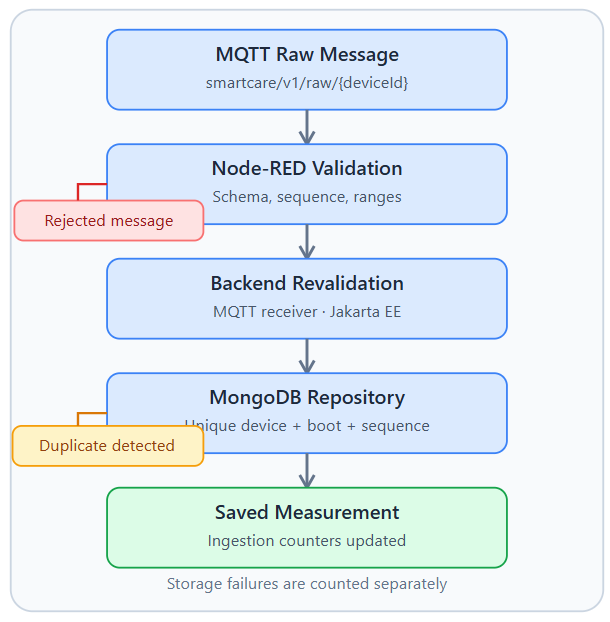 MQTT Raw Message
smartcare/v1/raw/{deviceId}
Node-RED Validation
Schema, sequence, ranges
Rejected message
Backend Revalidation
MQTT receiver · Jakarta EE
MongoDB Repository
Unique device + boot + sequence
Duplicate detected
Saved Measurement
Ingestion counters updated
Storage failures are counted separately